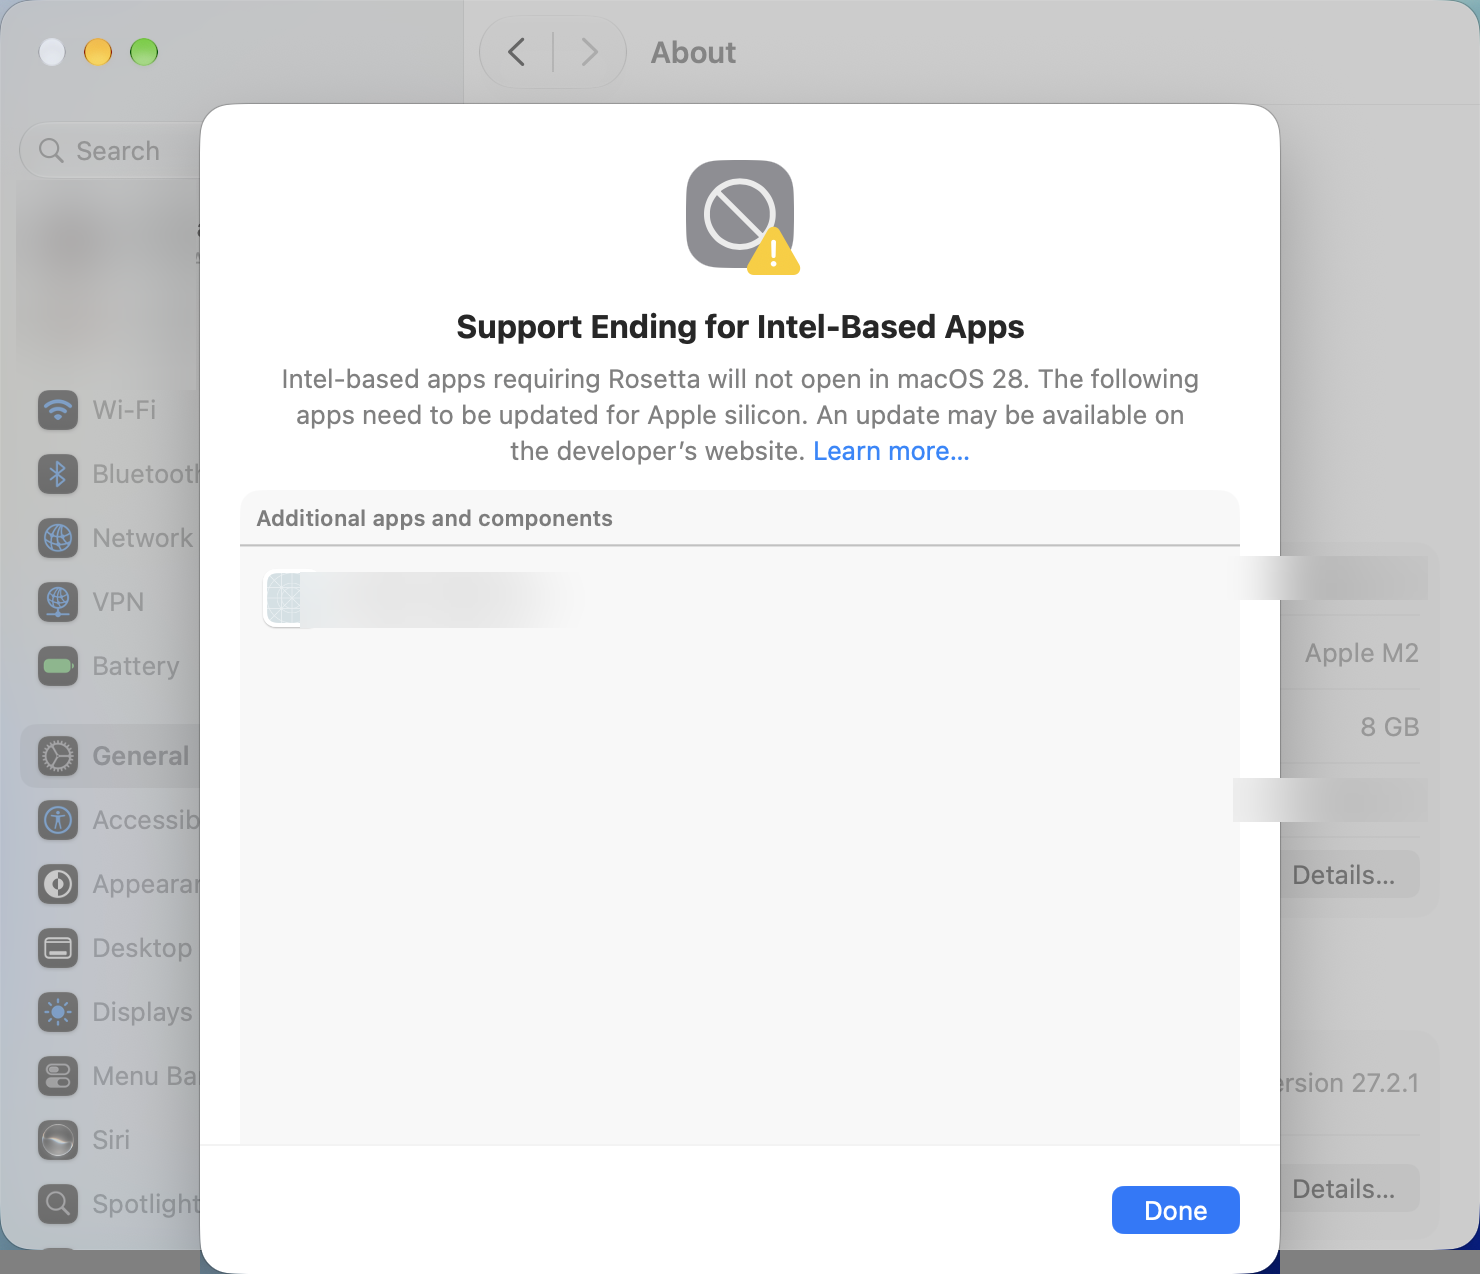 About
Search
Support Ending for Intel-Based Apps
Intel-based apps requiring Rosetta will not open in macOS 28. The following
apps need to be updated for Apple silicon. An update may be available on
the developer’s website. Learn more...
Additional apps and components
Wi-Fi
Bluetooth
Network
VPN
Battery
General
Accessib
Appearar
Desktop
Displays
Menu Bar
Siri
Spotlight
Apple M2
8 GB
Details...
ersion 27.2.1
Details...
Done